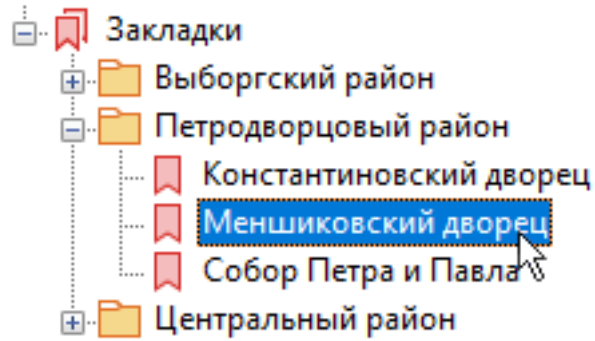 Закладки
Выборгский район
Петродворцовый район
Константиновский дворец
Меншиковский дворец
Собор Петра и Павла
Центральный район